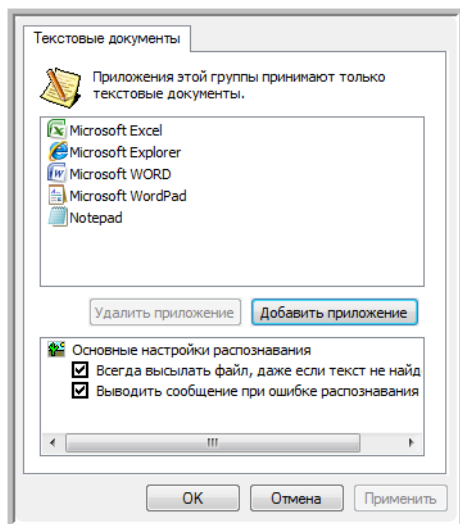 Текстовые документы
Приложения этой группы принимают только
текстовые документы.
Microsoft Excel
Microsoft Explorer
Microsoft WORD
Microsoft WordPad
Notepad
Удалить приложение Добавить приложение
Основные настройки распознавания
Всегда высылать файл, даже если текст не найд
Выводить сообщение при ошибке распознавания
OK Отмена Применить